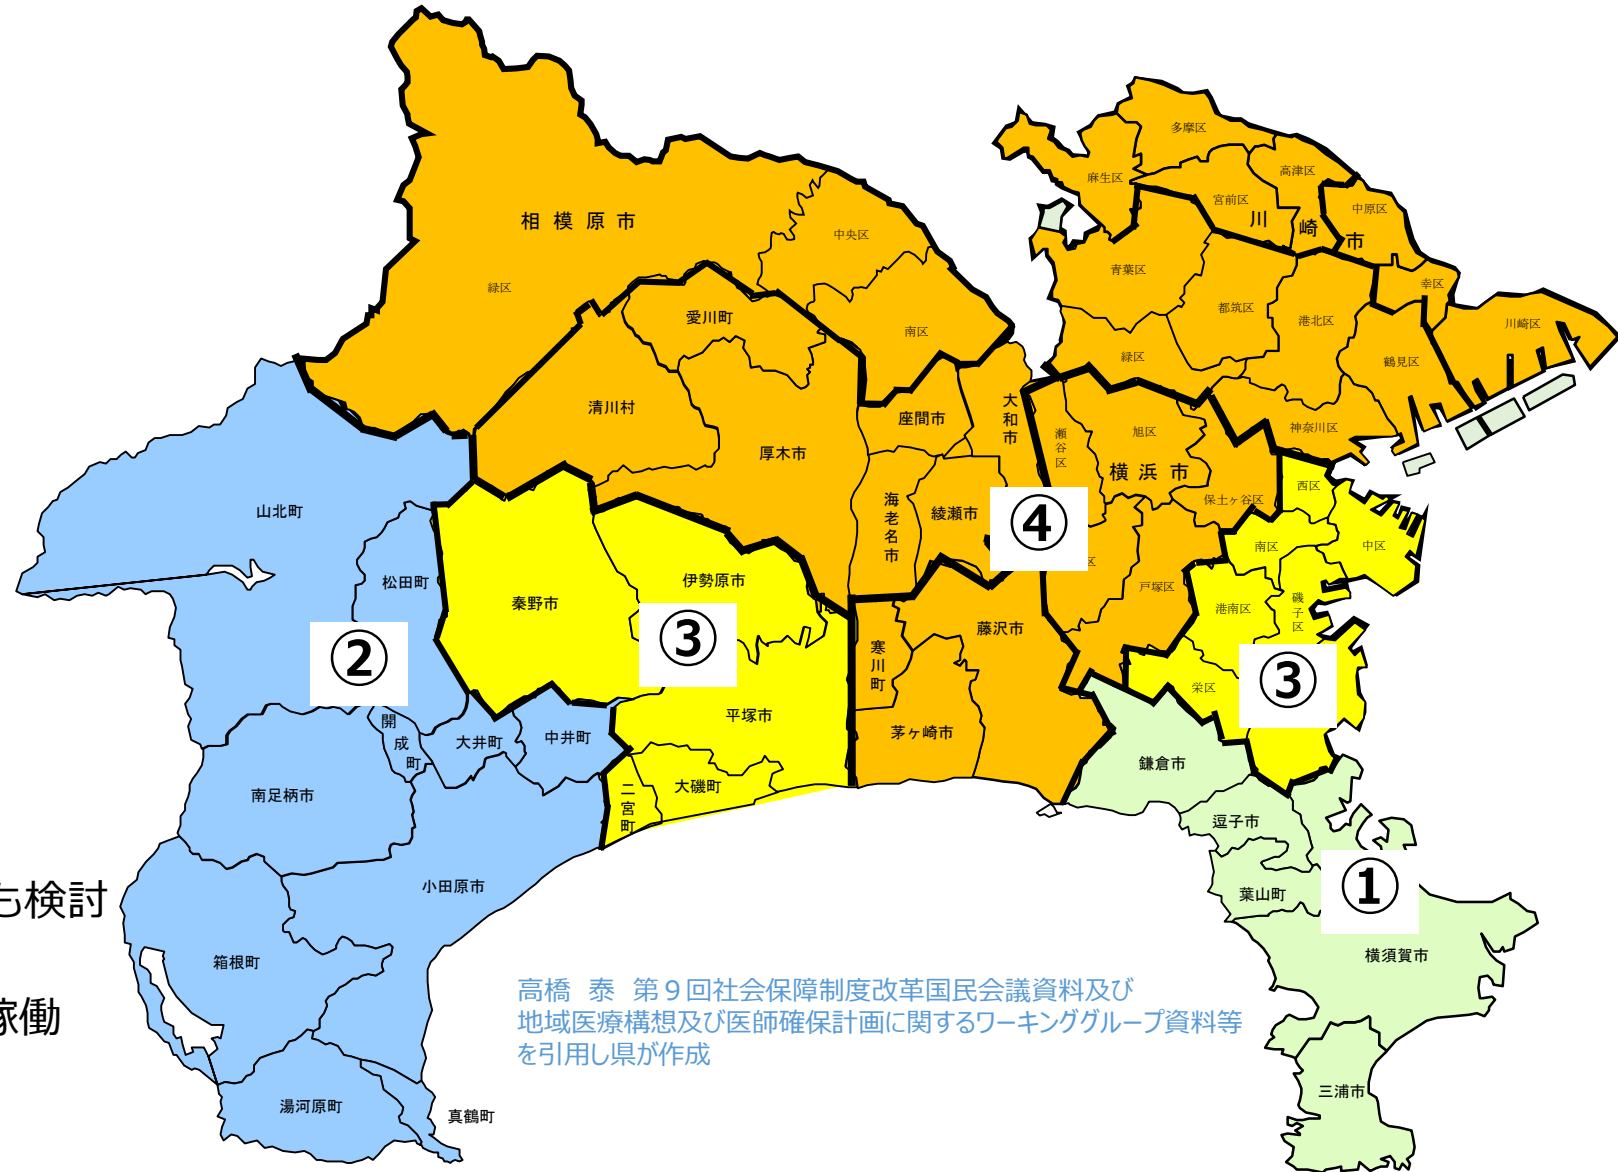 多摩区
高津区
麻生区
宮前区
中原区
川崎市
相模原市
中央区
青葉区
幸区
緑区
都筑区
港北区
川崎区
愛川町
南区
緑区
鶴見区
清川村
座間市
大和市
瀬谷区
旭区
神奈川区
厚木市
横浜市
西区
保土ヶ谷区
山北町
海老名市
綾瀬市
④
南区
中区
松田町
伊勢原市
区
戸塚区
秦野市
港南区
磯子区
②
③
寒川町
藤沢市
③
栄区
開成町
大井町
中井町
平塚市
茅ヶ崎市
鎌倉市
南足柄市
二宮町
大磯町
逗子市
小田原市
①
葉山町
も検討
箱根町
横須賀市
稼働
高橋 泰 第９回社会保障制度改革国民会議資料及び
地域医療構想及び医師確保計画に関するワーキンググループ資料等
を引用し県が作成
湯河原町
真鶴町
三浦市